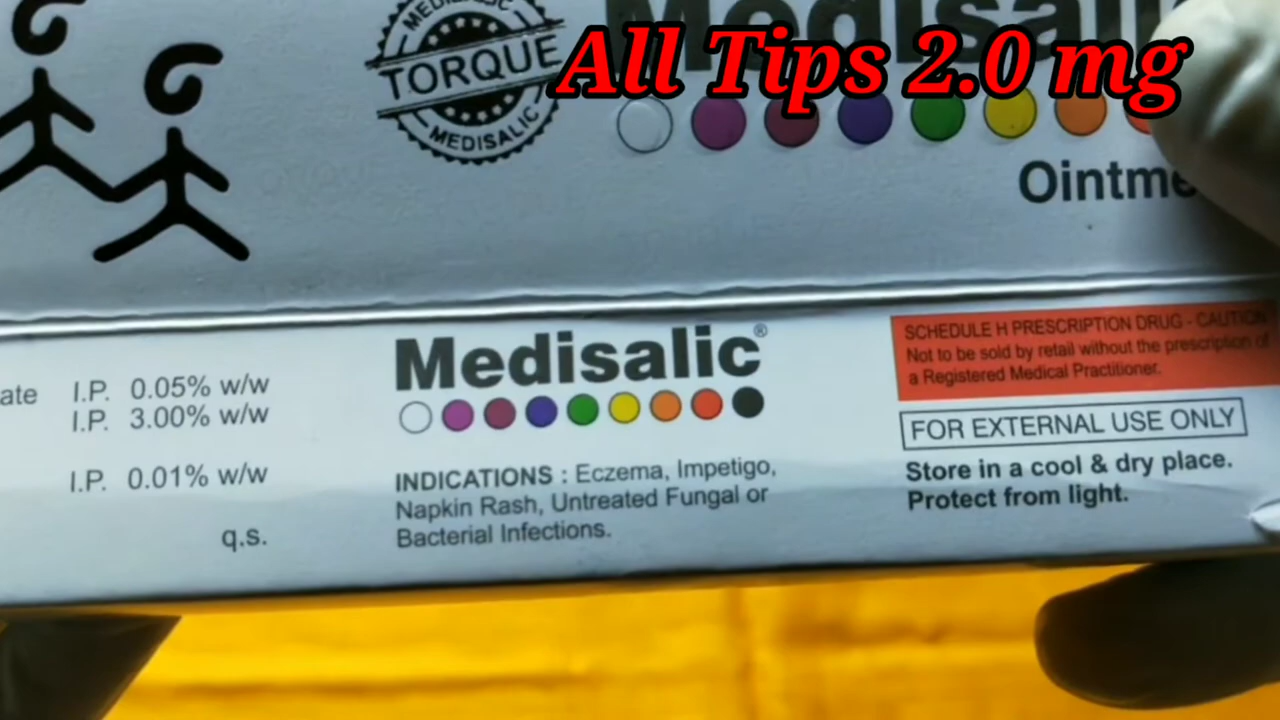 MEDISALIC
TORQUE
MEDISALIC
All Tips 2.0 mg
ate I.P. 0.05% w/w
I.P. 3.00% w/w
I.P. 0.01% w/w
q.s.
Medisalic®
INDICATIONS : Eczema, Impetigo,
Napkin Rash, Untreated Fungal or
Bacterial Infections.
SCHEDULE H PRESCRIPTION DRUG - CAUTION
Not to be sold by retail without the prescription of
a Registered Medical Practitioner.
FOR EXTERNAL USE ONLY
Store in a cool & dry place.
Protect from light.